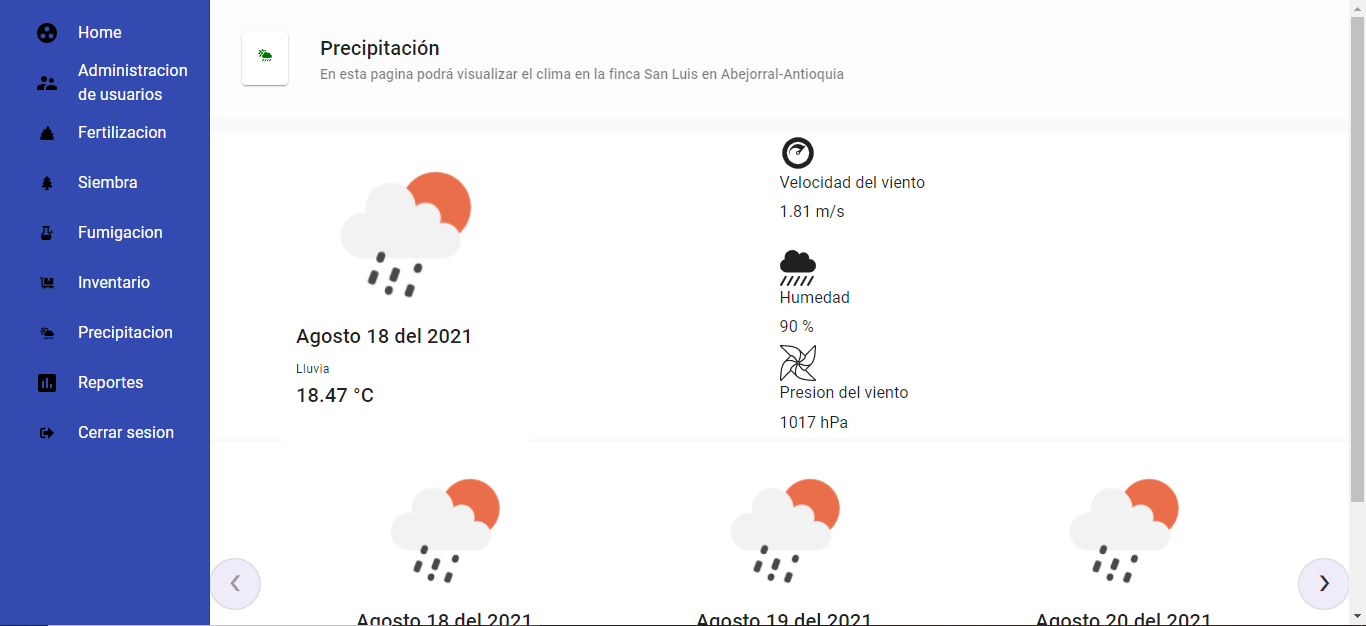 Home
Administracion
de usuarios
Fertilizacion
Siembra
Fumigacion
Inventario
Precipitacion
Reportes
Cerrar sesion
Precipitación
En esta pagina podrá visualizar el clima en la finca San Luis en Abejorral-Antioquia
Agosto 18 del 2021
Lluvia
18.47 °C
Velocidad del viento
1.81 m/s
Humedad
90 %
Presion del viento
1017 hPa
Agosto 18 del 2021
Agosto 19 del 2021
Agosto 20 del 2021